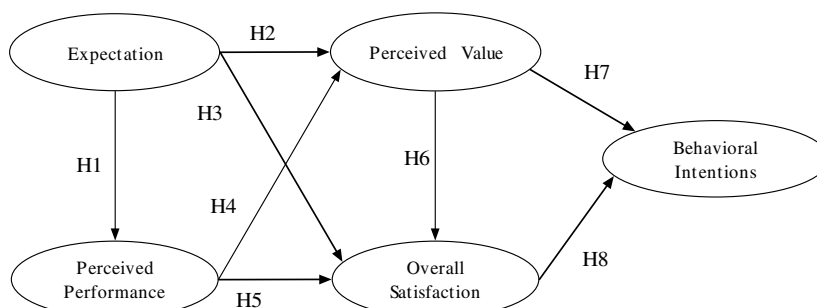 H2
Expectation
Perceived Value
H7
H3
Behavioral
Intentions
H1
H6
H4
Perceived
Performance
Overall
Satisfaction
H8
H5